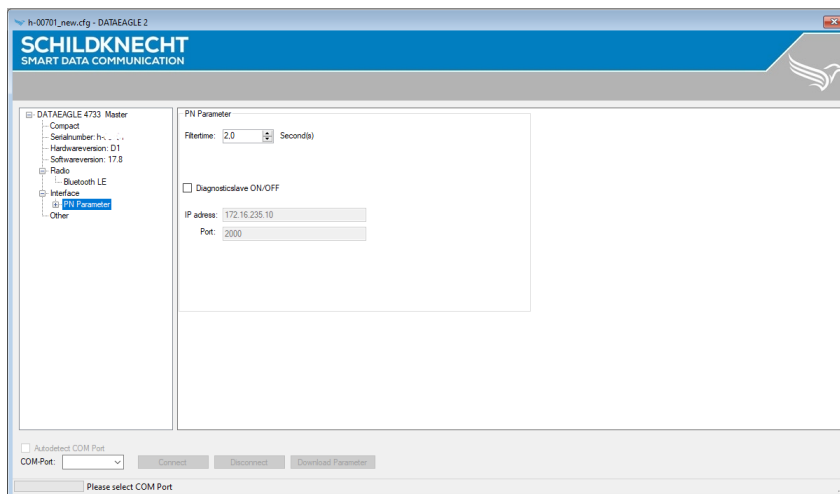 h-00701_new.cfg - DATAEAGLE 2
SCHILDKNECHT
SMART DATA COMMUNICATION
DATAEAGLE 4733 Master
Compact
Serialnumber: h-
Hardwareversion: D1
Softwareversion: 17.8
Radio
Bluetooth LE
Interface
PN Parameter
Other
PN Parameter
Filtertime: 2,0 Second(s)
Diagnosticslave ON/OFF
IP adress: 172.16.235.10
Port: 2000
Autodetect COM Port
COM-Port: Connect Disconnect Download Parameter
Please select COM Port